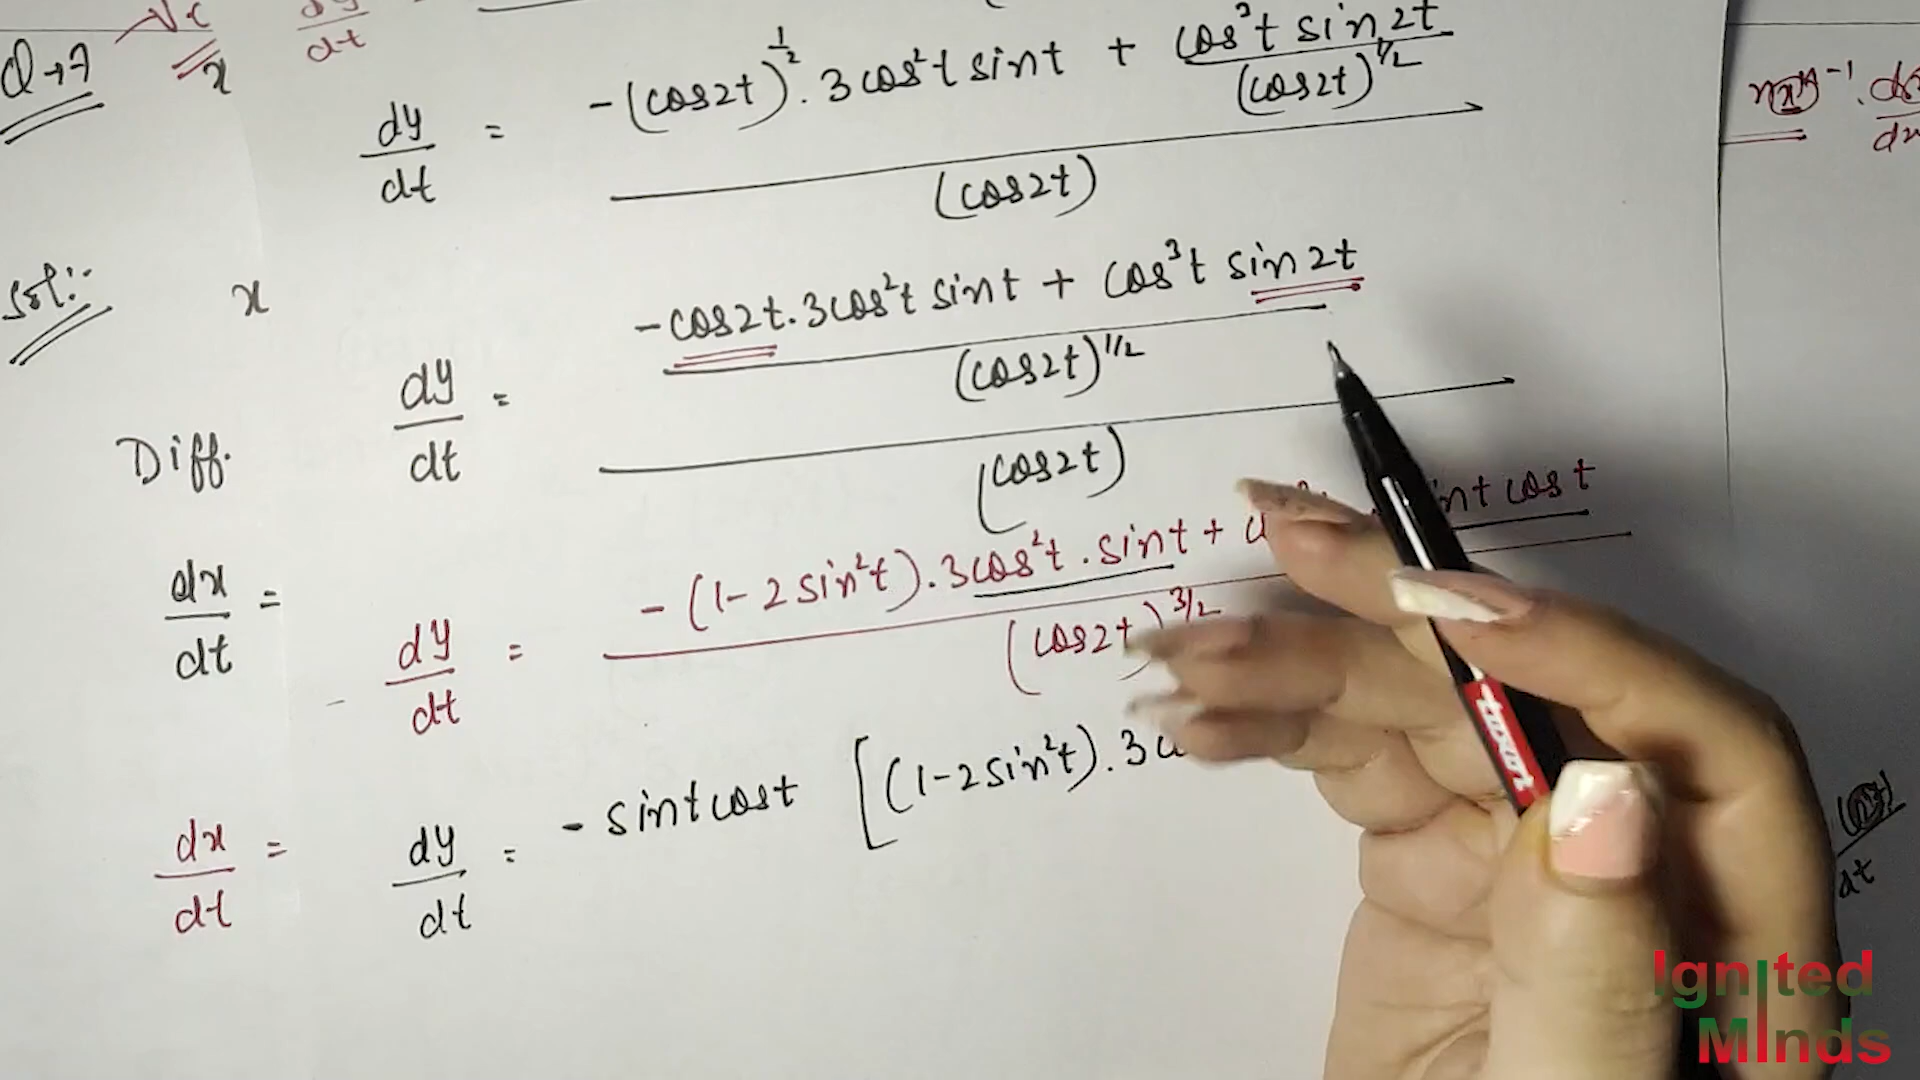 Q→7
x
dy/dt
dy/dt = -(cos2t)^1/2 . 3cos²t sint + cos³t sin2t/(cos2t)^1/2
(cos2t)
Sol:-
x
dy/dt = -cos2t.3cos²t sint + cos³t sin2t
(cos2t)^1/2
(cos2t)
Diff.
dx/dt =
dy/dt = -(1-2sin²t).3cos²t.sint + sint cost
(cos2t)^3/2
dx/dt =
dy/dt = -sintcost [(1-2sin²t).3
dt
tout
Ignited
Minds